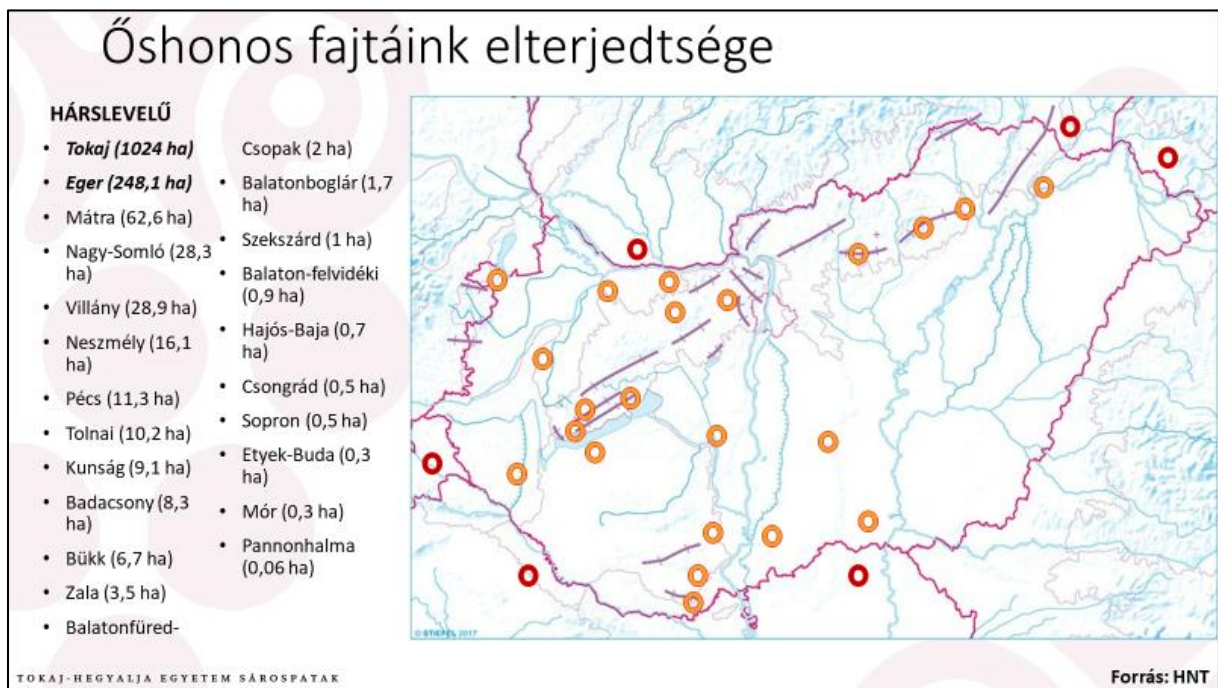 Őshonos fajtáink elterjedtsége
HÁRSLEVELŰ
• Tokaj (1024 ha)
• Eger (248,1 ha)
• Mátra (62,6 ha)
• Nagy-Somló (28,3
ha)
• Villány (28,9 ha)
• Neszmély (16,1
ha)
• Pécs (11,3 ha)
• Tolnai (10,2 ha)
• Kunság (9,1 ha)
• Badacsony (8,3
ha)
• Bükk (6,7 ha)
• Zala (3,5 ha)
• Balatonfüred-
Csopak (2 ha)
• Balatonboglár (1,7
ha)
• Szekszárd (1 ha)
• Balaton-felvidéki
(0,9 ha)
• Hajós-Baja (0,7
ha)
• Csongrád (0,5 ha)
• Sopron (0,5 ha)
• Etyek-Buda (0,3
ha)
• Mór (0,3 ha)
• Pannonhalma
(0,06 ha)
© STIEFEL 2017
TOKAJ-HEGYALJA EGYETEM SÁROSPATAK
Forrás: HNT